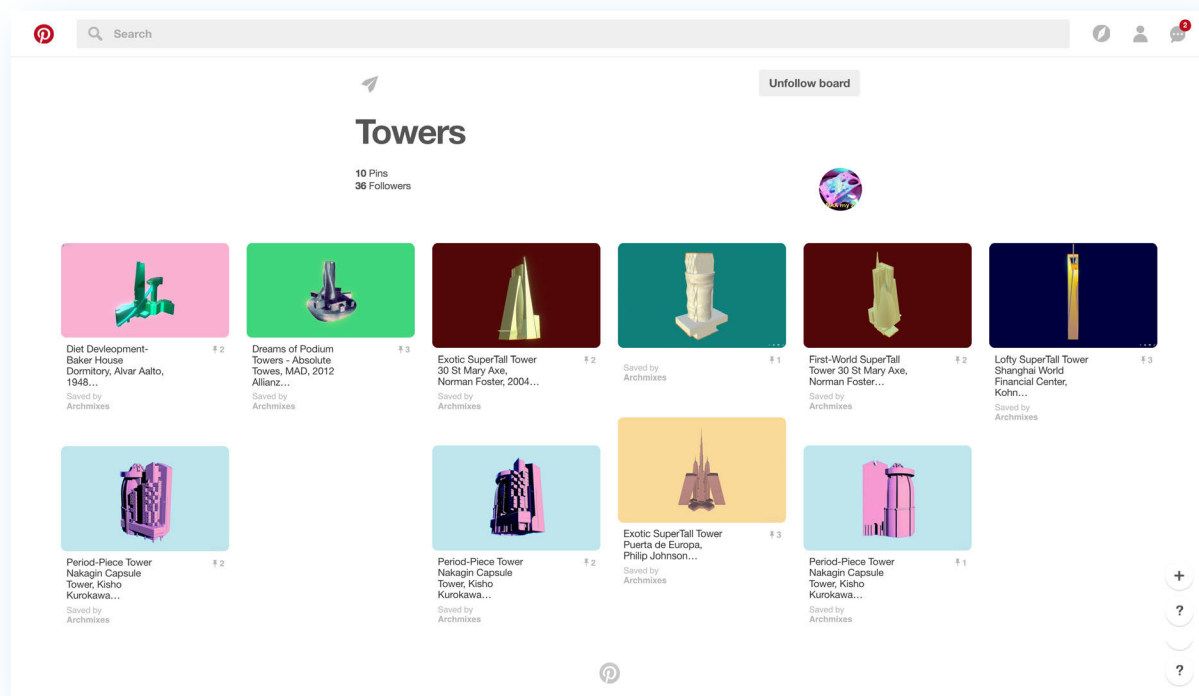 Search
2
Unfollow board
Towers
10 Pins
36 Followers
Diet Devleopment-
Baker House
Dormitory, Alvar Aalto,
1948…
2
Saved by
Archmixes
Dreams of Podium
Towers - Absolute
Towes, MAD, 2012
Allianz…
3
Saved by
Archmixes
Exotic SuperTall Tower
30 St Mary Axe,
Norman Foster, 2004…
2
Saved by
Archmixes
1
Saved by
Archmixes
First-World SuperTall
Tower 30 St Mary Axe,
Norman Foster…
2
Saved by
Archmixes
Lofty SuperTall Tower
Shanghai World
Financial Center,
Kohn…
3
Saved by
Archmixes
Period-Piece Tower
Nakagin Capsule
Tower, Kisho
Kurokawa…
2
Saved by
Archmixes
Period-Piece Tower
Nakagin Capsule
Tower, Kisho
Kurokawa…
2
Saved by
Archmixes
Exotic SuperTall Tower
Puerta de Europa,
Philip Johnson…
3
Saved by
Archmixes
Period-Piece Tower
Nakagin Capsule
Tower, Kisho
Kurokawa…
1
Saved by
Archmixes
+
?
?